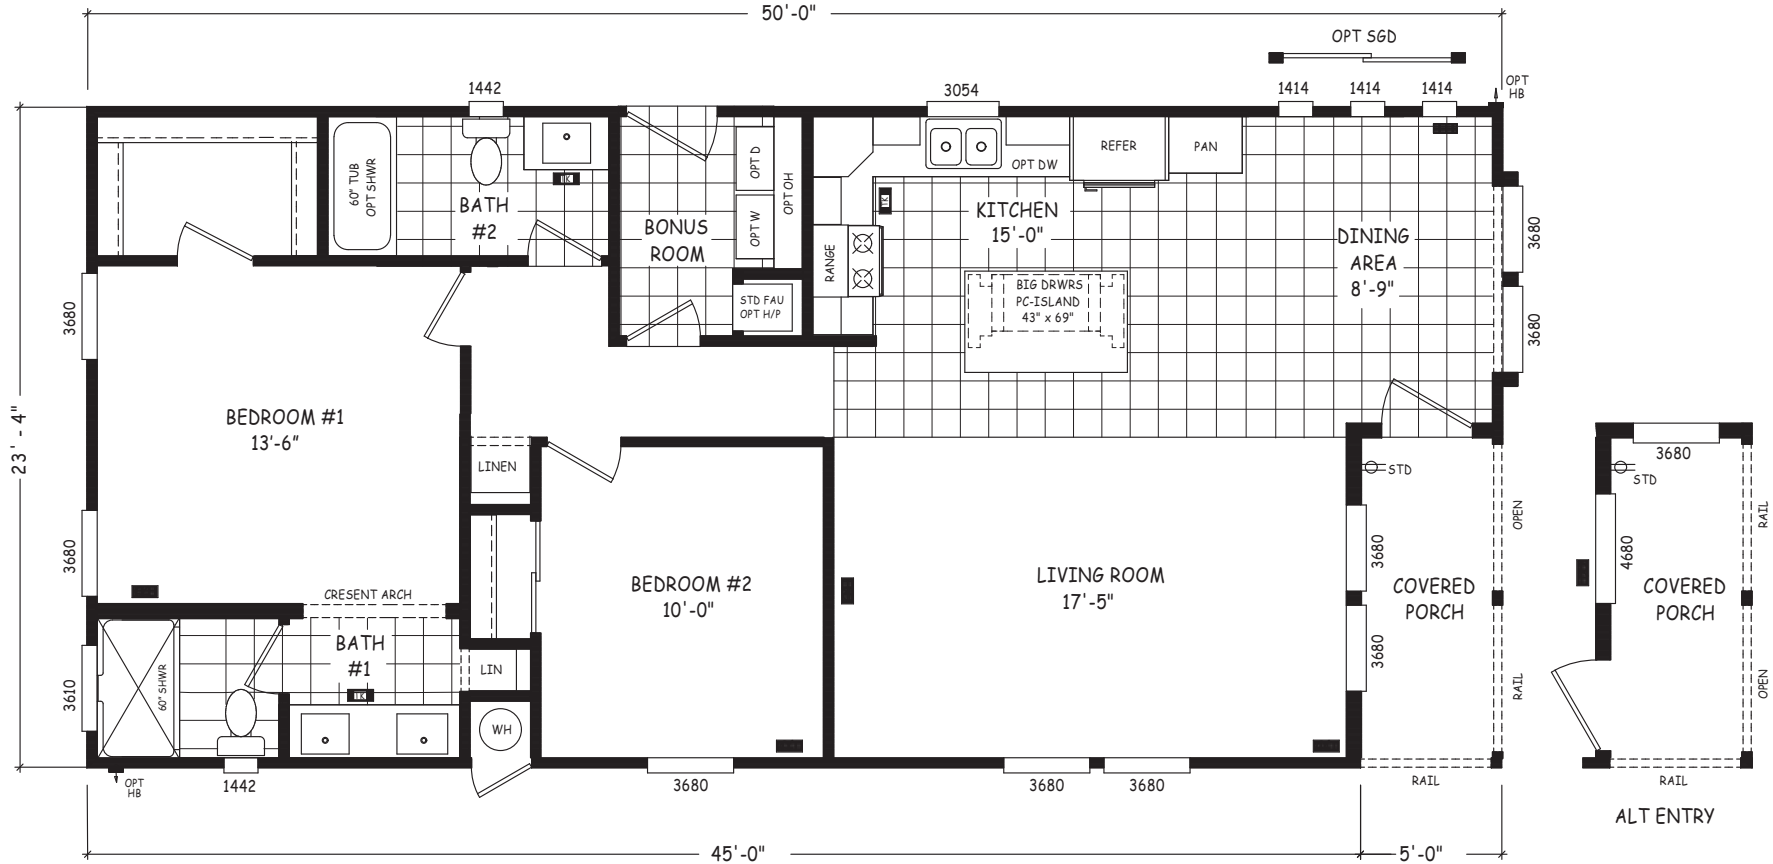 50'-0"
OPT SGD
1442
3054
1414
1414
1414
OPT
HB
60" TUB
OPT SHWR
TK
BATH
#2
BONUS
ROOM
OPT D
OPT W
OPT OH
STD FAU
OPT H/P
OPT DW
REFER
PAN
TK
RANGE
KITCHEN
15'-0"
BIG DRWRS
PC-ISLAND
43" x 69"
DINING
AREA
8'-9"
3680
3680
3680
23' - 4"
BEDROOM #1
13'-6"
3680
LINEN
CRESENT ARCH
BATH
#1
TK
60" SHWR
3610
LIN
WH
BEDROOM #2
10'-0"
LIVING ROOM
17'-5"
STD
3680
3680
COVERED
PORCH
OPEN
RAIL
RAIL
3680
STD
4680
COVERED
PORCH
RAIL
OPEN
RAIL
ALT ENTRY
OPT
HB
1442
3680
3680
3680
45'-0"
5'-0"